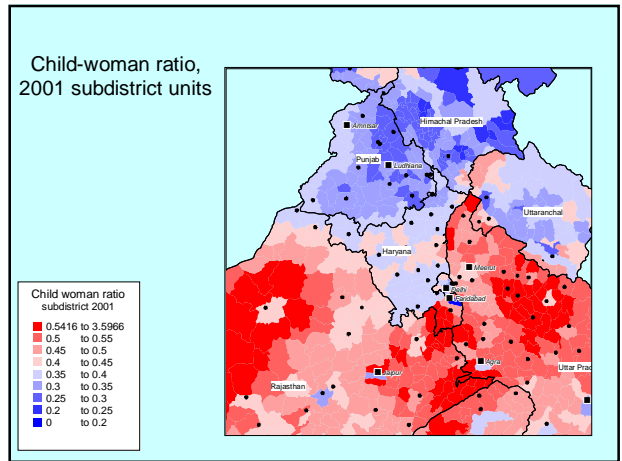 Child-woman ratio,
2001 subdistrict units
Himachal Pradesh
Amritsar
Punjab
Ludhiana
Uttaranchal
Haryana
Meerut
Delhi
Faridabad
Agra
Uttar Prad
Jaipur
Rajasthan
Child woman ratio
subdistrict 2001
0.5416 to 3.5966
0.5 to 0.55
0.45 to 0.5
0.4 to 0.45
0.35 to 0.4
0.3 to 0.35
0.25 to 0.3
0.2 to 0.25
0 to 0.2